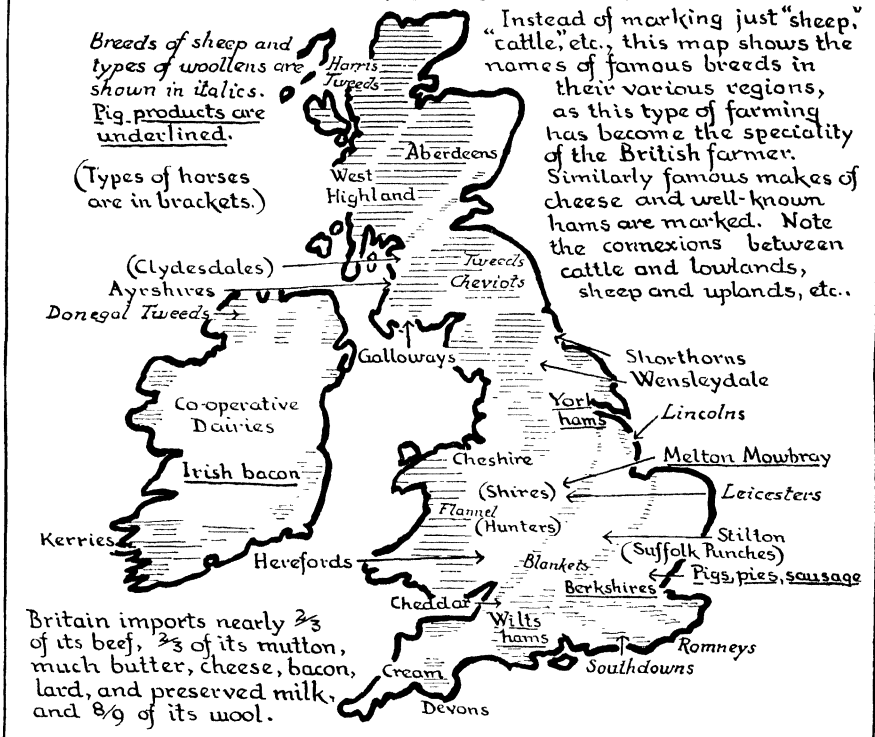 Breeds of sheep and
types of woollens are
shown in italics.
Pig products are
underlined.
(Types of horses
are in brackets.)
Instead of marking just "sheep,"
"cattle," etc., this map shows the
names of famous breeds in
their various regions,
as this type of farming
has become the speciality
of the British farmer.
Similarly famous makes of
cheese and well-known
hams are marked. Note
the connexions between
cattle and lowlands,
sheep and uplands, etc..
Harris
Tweeds
Aberdeens
West
Highland
(Clydesdales)
Ayrshires
Donegal Tweeds
Tweeds
Cheviots
Galloways
Shorthorns
Wensleydale
York
hams
Lincolns
Co-operative
Dairies
Irish bacon
Cheshire
Melton Mowbray
(Shires)
Leicesters
Flannel
(Hunters)
Kerries
Stilton
(Suffolk Punches)
Herefords
Blankets
Pigs, pies, sausage
Berkshires
Cheddar
Wilts
hams
Romneys
Southdowns
Cream
Devons
Britain imports nearly 2/3
of its beef, 2/3 of its mutton,
much butter, cheese, bacon,
lard, and preserved milk,
and 8/9 of its wool.